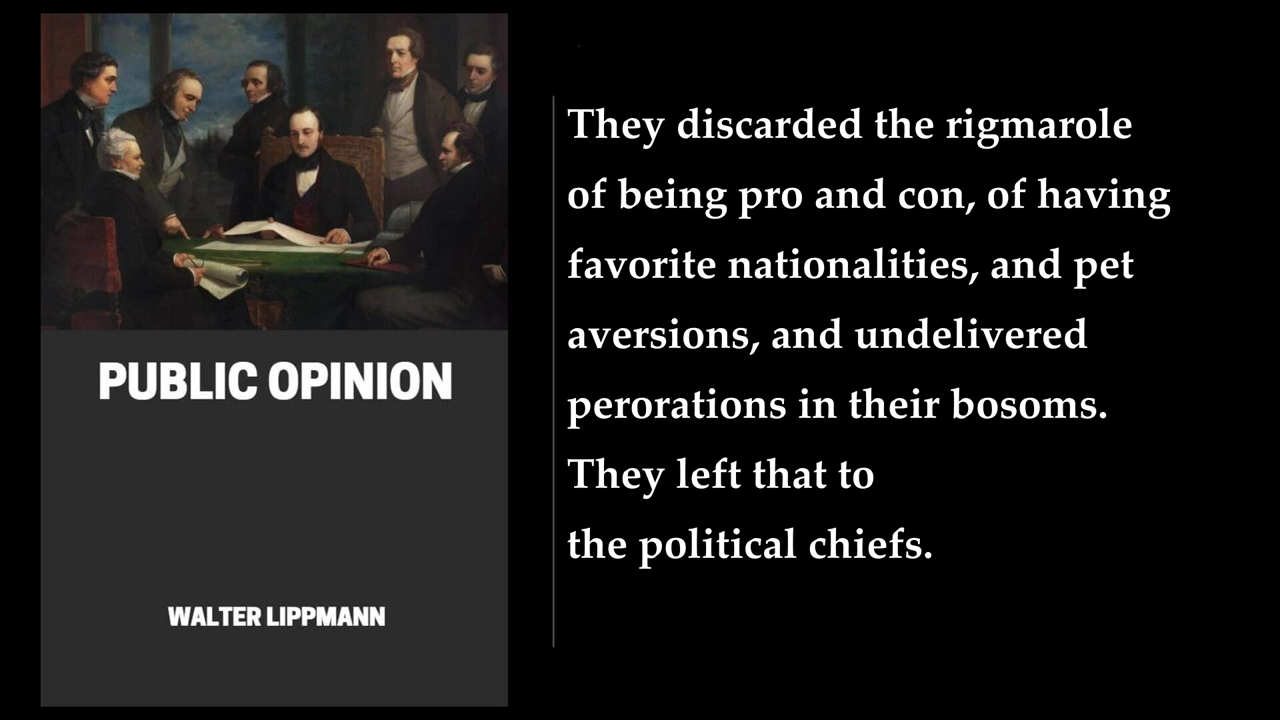 PUBLIC OPINION
WALTER LIPPMANN
They discarded the rigmarole
of being pro and con, of having
favorite nationalities, and pet
aversions, and undelivered
perorations in their bosoms.
They left that to
the political chiefs.